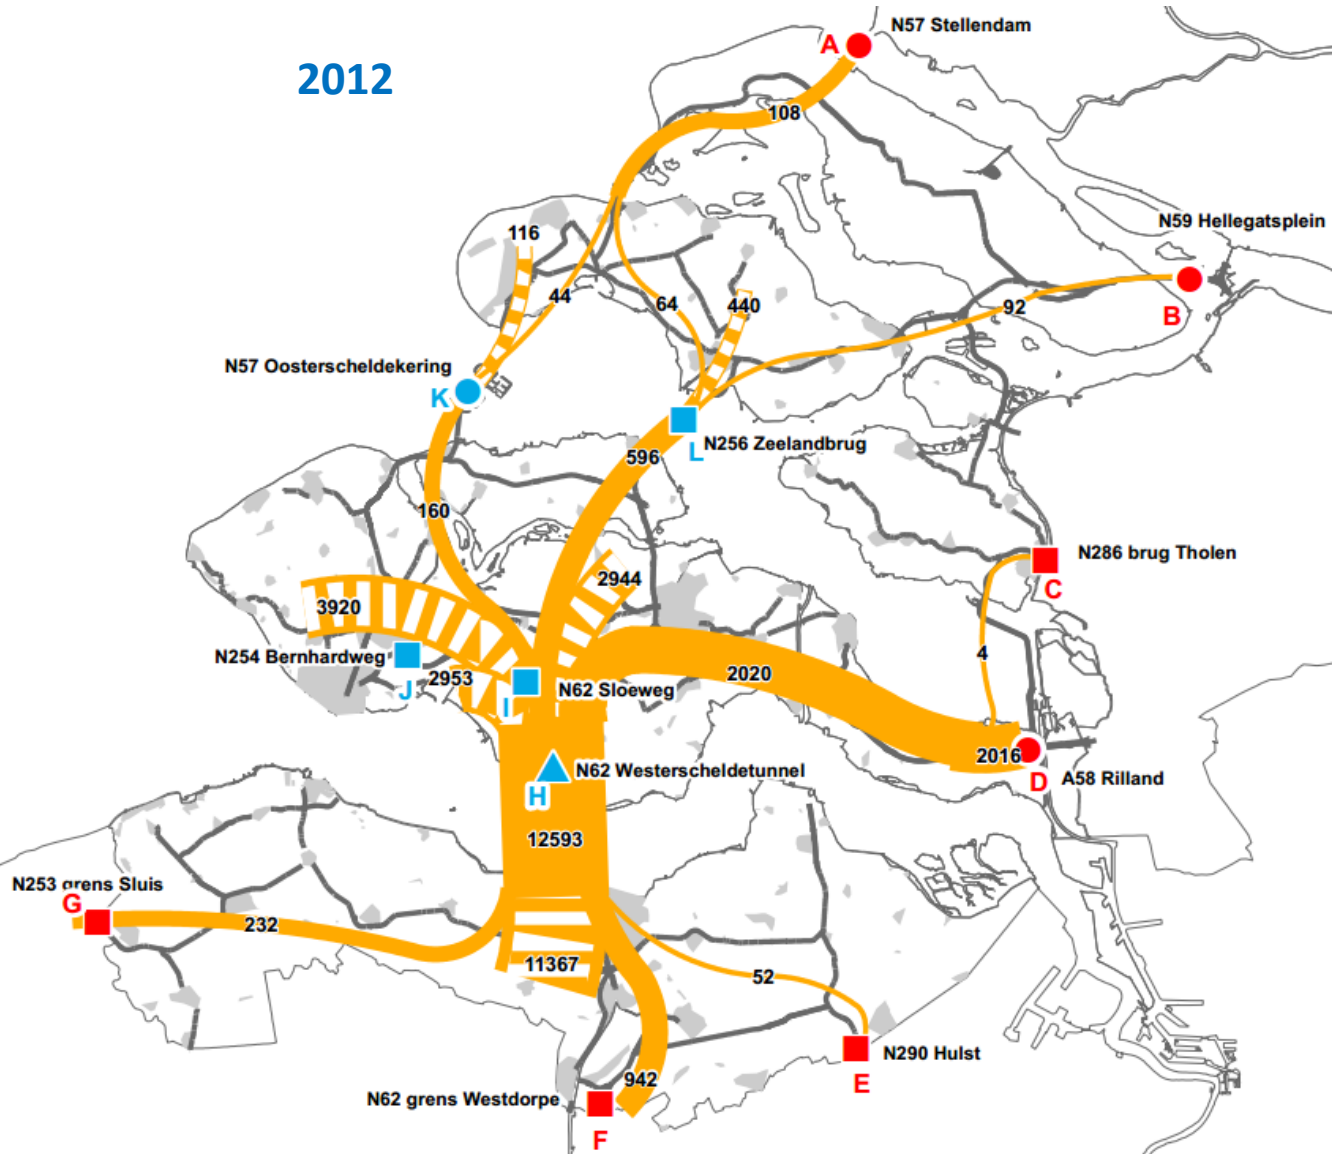 N57 Stellendam
A
2012
108
N59 Hellegatsplein
116
44
64
440
92
B
N57 Oosterscheldekering
K
L
N256 Zeelandbrug
596
160
N286 brug Tholen
2944
C
3920
4
N254 Bernhardweg
2953
2020
J
I
N62 Sloeweg
2016
N62 Westerscheldetunnel
A58 Rilland
D
H
12593
N253 grens Sluis
G
232
11367
52
N290 Hulst
942
E
N62 grens Westdorpe
F